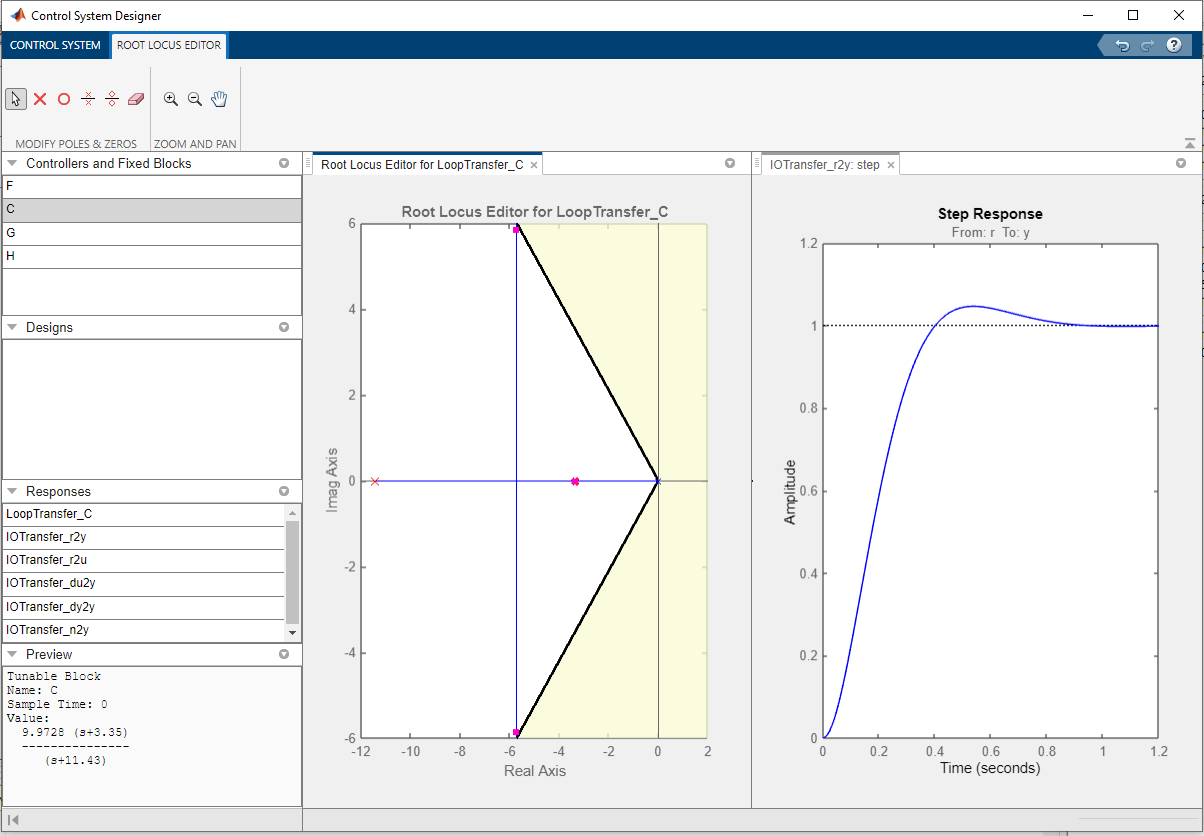 Control System Designer
CONTROL SYSTEM
ROOT LOCUS EDITOR
MODIFY POLES & ZEROS
ZOOM AND PAN
Controllers and Fixed Blocks
F
C
G
H
Designs
Responses
LoopTransfer_C
IOTransfer_r2y
IOTransfer_r2u
IOTransfer_du2y
IOTransfer_dy2y
IOTransfer_n2y
Preview
Tunable Block
Name: C
Sample Time: 0
Value:
9.9728 (s+3.35)
---------------
(s+11.43)
Root Locus Editor for LoopTransfer_C
Root Locus Editor for LoopTransfer_C
6
4
2
0
-2
-4
-6
Imag Axis
-12 -10 -8 -6 -4 -2 0 2
Real Axis
IOTransfer_r2y: step
Step Response
From: r To: y
1.2
1
0.8
0.6
0.4
0.2
0
Amplitude
0 0.2 0.4 0.6 0.8 1 1.2
Time (seconds)